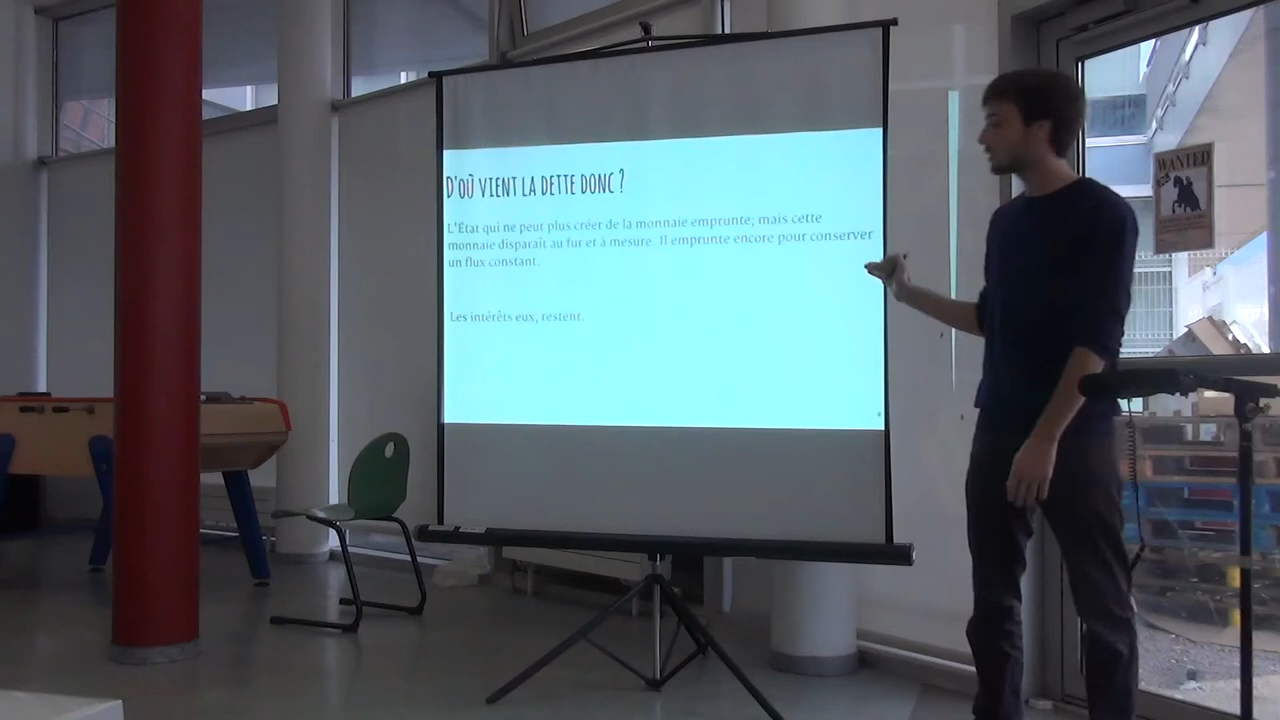 D'OÙ VIENT LA DETTE DONC ?
L'État qui ne peut plus créer de la monnaie emprunte; mais cette
monnaie disparaît au fur et à mesure. Il emprunte encore pour conserver
un flux constant.
Les intérêts eux, restent.
WANTED